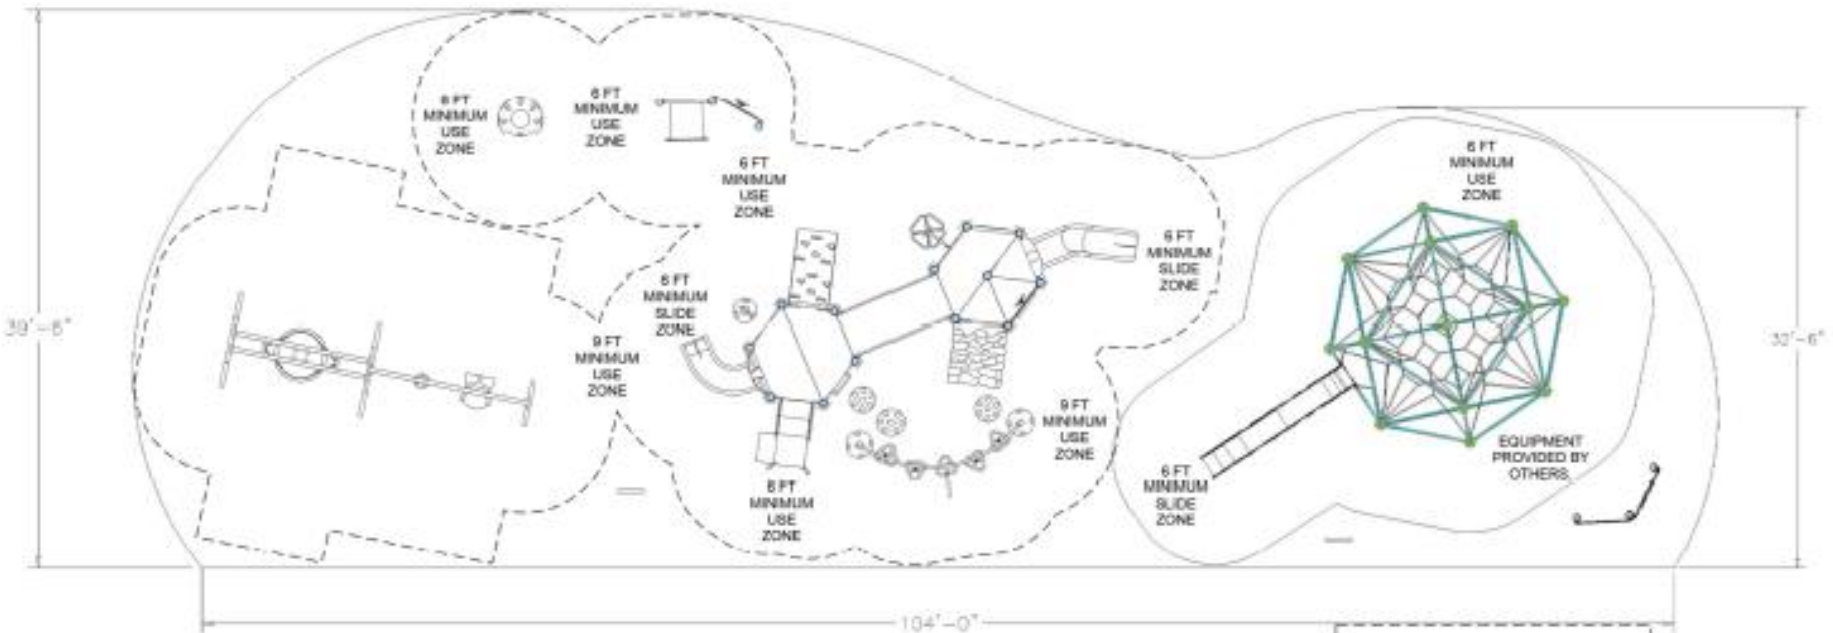 6 FT
MINIMUM
USE
ZONE
6 FT
MINIMUM
USE
ZONE
6 FT
MINIMUM
USE
ZONE
6 FT
MINIMUM
USE
ZONE
6 FT
MINIMUM
SLIDE
ZONE
6 FT
MINIMUM
SLIDE
ZONE
39'-6"
32'-6"
9 FT
MINIMUM
USE
ZONE
9 FT
MINIMUM
USE
ZONE
EQUIPMENT
PROVIDED BY
OTHERS
6 FT
MINIMUM
SLIDE
ZONE
6 FT
MINIMUM
USE
ZONE
104'-0"